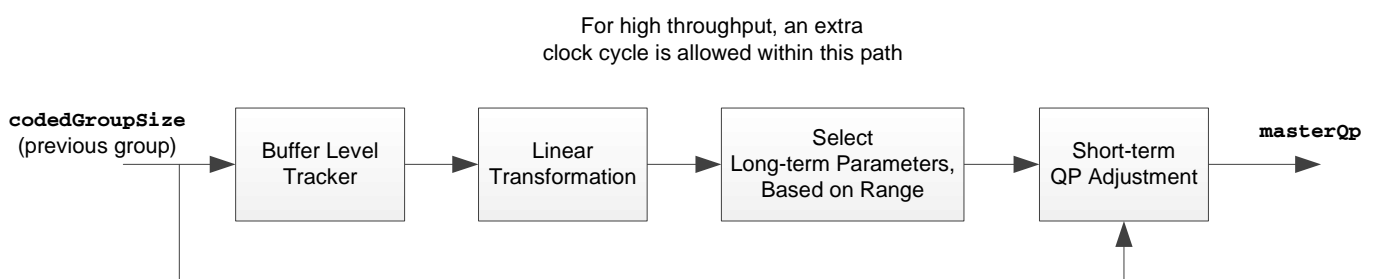 For high throughput, an extra
clock cycle is allowed within this path
codedGroupSize
(previous group)
Buffer Level
Tracker
Linear
Transformation
Select
Long-term Parameters,
Based on Range
Short-term
QP Adjustment
masterQp